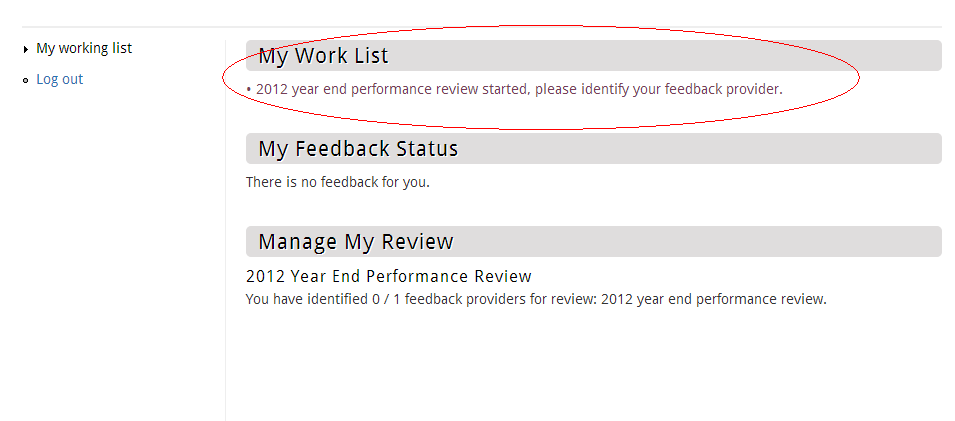 My working list
Log out
My Work List
• 2012 year end performance review started, please identify your feedback provider.
My Feedback Status
There is no feedback for you.
Manage My Review
2012 Year End Performance Review
You have identified 0 / 1 feedback providers for review: 2012 year end performance review.